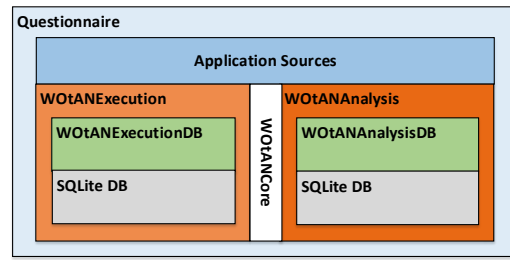 Questionnaire
Application Sources
WOtANExecution
WOtANExecutionDB
SQLite DB
WOtANCore
WOtANAnalysis
WOtANAnalysisDB
SQLite DB